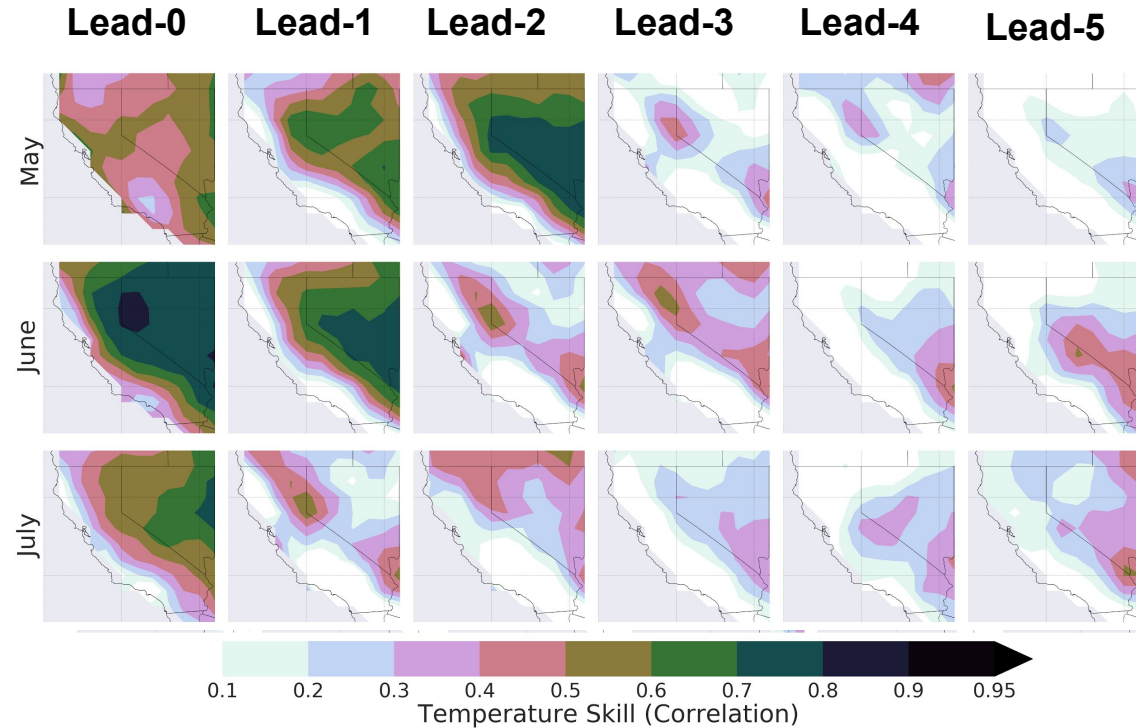 Lead-0 Lead-1 Lead-2 Lead-3 Lead-4 Lead-5
May
June
July
0.1 0.2 0.3 0.4 0.5 0.6 0.7 0.8 0.9 0.95
Temperature Skill (Correlation)